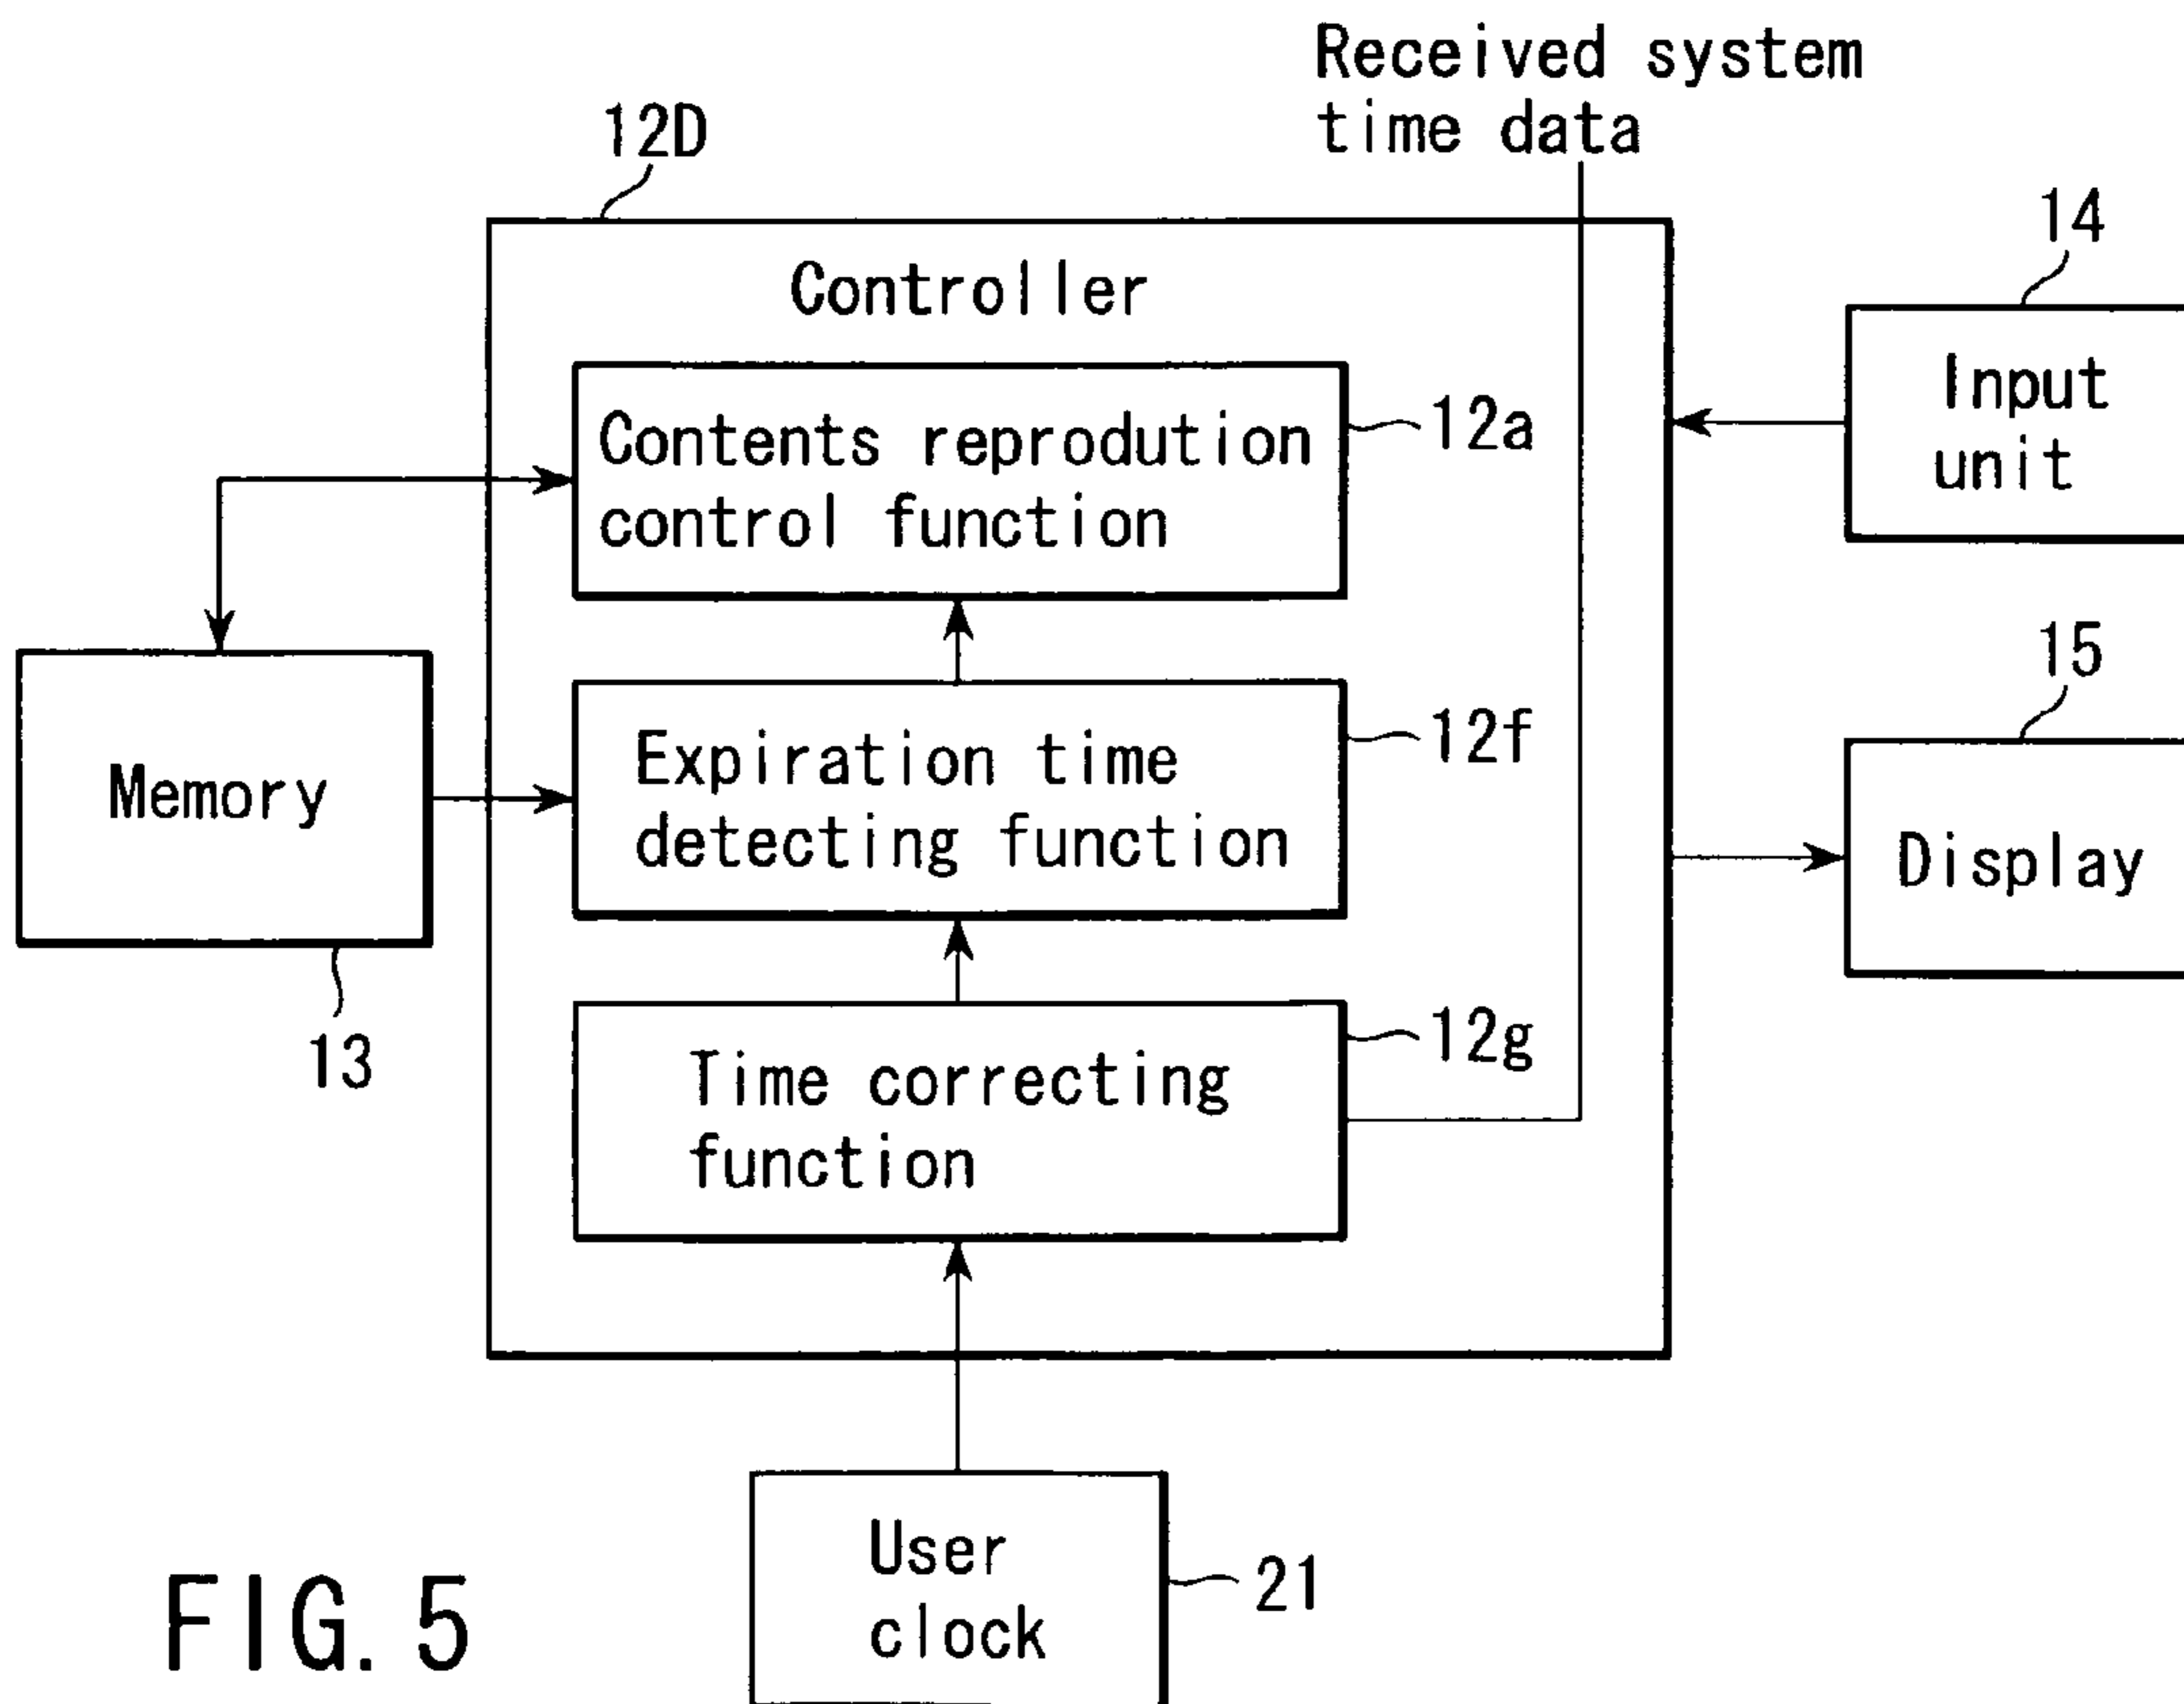 Received system
time data
12D
14
Controller
Input
unit
Contents reprodution
control function
12a
15
Display
Memory
13
Expiration time
detecting function
12f
Time correcting
function
12g
User
clock
21
FIG. 5